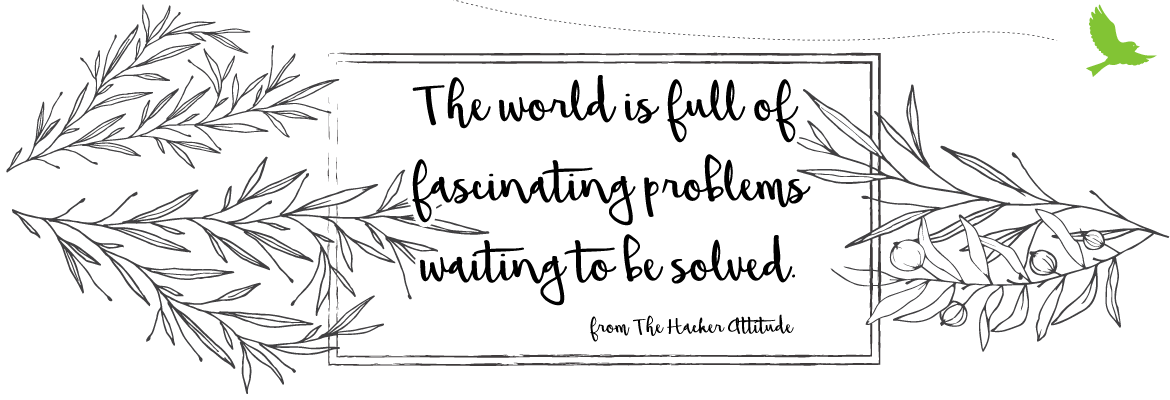 The world is full of
fascinating problems
waiting to be solved.
from The Hacker Attitude